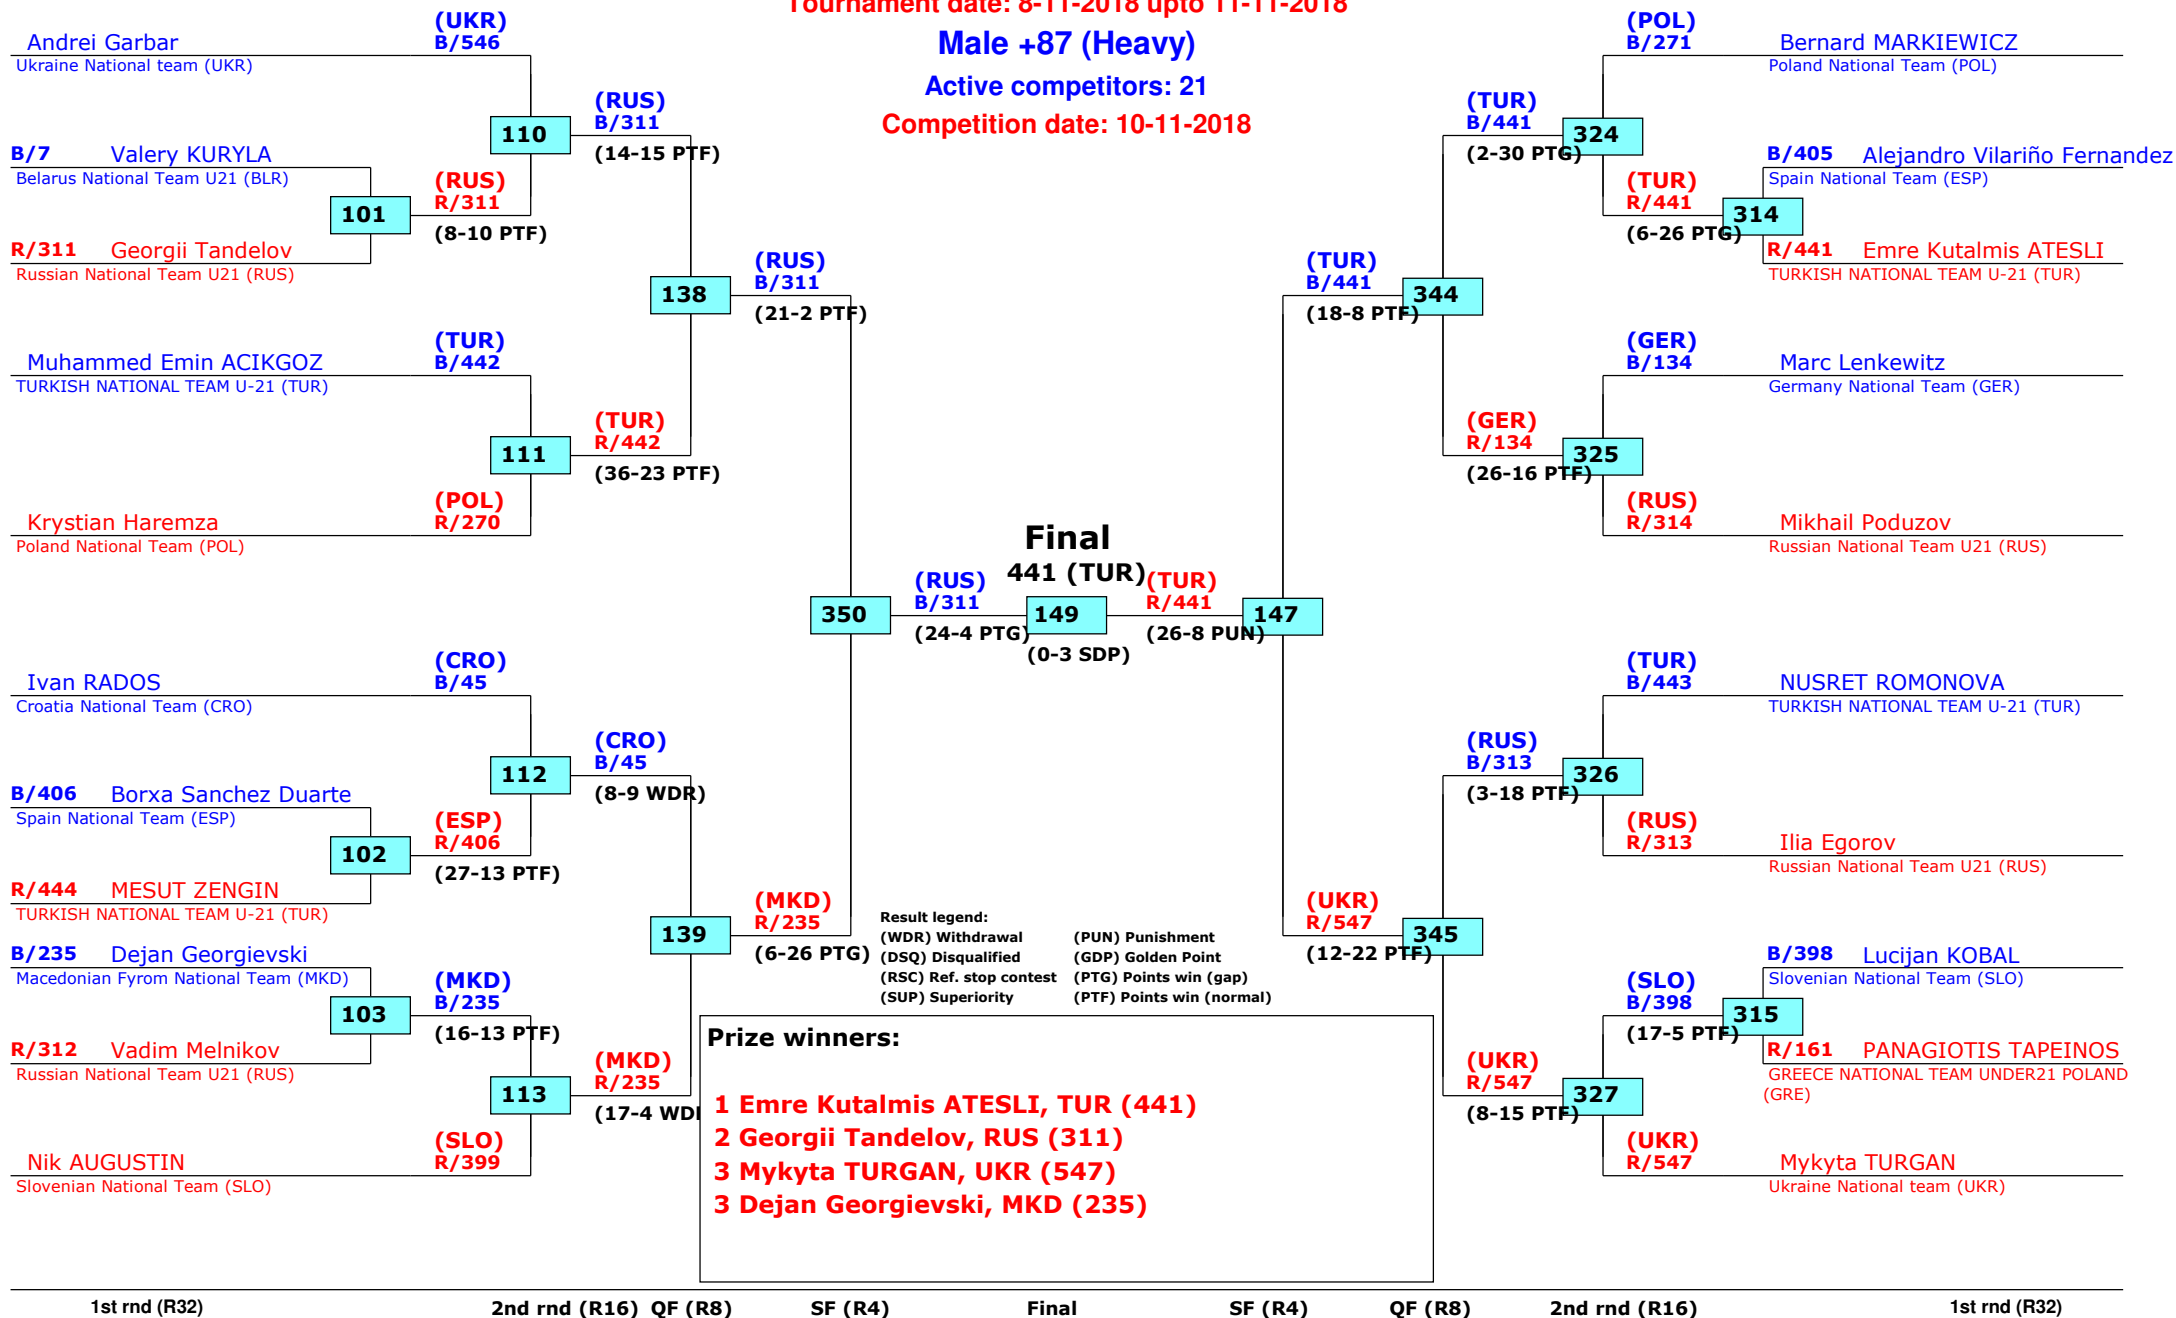 Tournament date: 8-11-2018 upto 11-11-2018
Male +87 (Heavy)
Active competitors: 21
Competition date: 10-11-2018
(UKR)
B/546
Andrei Garbar
Ukraine National team (UKR)
(RUS)
B/311
110
(14-15 PTF)
B/7 Valery KURYLA
Belarus National Team U21 (BLR)
(RUS)
R/311
101
(8-10 PTF)
R/311 Georgii Tandelov
Russian National Team U21 (RUS)
(RUS)
B/311
138
(21-2 PTF)
(TUR)
B/442
Muhammed Emin ACIKGOZ
TURKISH NATIONAL TEAM U-21 (TUR)
(TUR)
R/442
111
(36-23 PTF)
(POL)
R/270
Krystian Haremza
Poland National Team (POL)
(RUS)
B/311
350
(24-4 PTG)
(CRO)
B/45
Ivan RADOS
Croatia National Team (CRO)
(CRO)
B/45
112
(8-9 WDR)
B/406 Borxa Sanchez Duarte
Spain National Team (ESP)
(ESP)
R/406
102
(27-13 PTF)
R/444 MESUT ZENGIN
TURKISH NATIONAL TEAM U-21 (TUR)
(MKD)
R/235
139
(6-26 PTG)
B/235 Dejan Georgievski
Macedonian Fyrom National Team (MKD)
(MKD)
B/235
103
(16-13 PTF)
R/312 Vadim Melnikov
Russian National Team U21 (RUS)
(MKD)
R/235
113
(17-4 WD
(SLO)
R/399
Nik AUGUSTIN
Slovenian National Team (SLO)
Final
441 (TUR)
149
(0-3 SDP)
(TUR)
R/441
147
(26-8 PUN)
(POL)
B/271
Bernard MARKIEWICZ
Poland National Team (POL)
(TUR)
B/441
324
(2-30 PTG)
B/405 Alejandro Vilariño Fernandez
Spain National Team (ESP)
(TUR)
R/441
314
(6-26 PTG)
R/441 Emre Kutalmis ATESLI
TURKISH NATIONAL TEAM U-21 (TUR)
(TUR)
B/441
344
(18-8 PTF)
(GER)
B/134
Marc Lenkewitz
Germany National Team (GER)
(GER)
R/134
325
(26-16 PTF)
(RUS)
R/314
Mikhail Poduzov
Russian National Team U21 (RUS)
(TUR)
B/443
NUSRET ROMONOVA
TURKISH NATIONAL TEAM U-21 (TUR)
(RUS)
B/313
326
(3-18 PTF)
(RUS)
R/313
Ilia Egorov
Russian National Team U21 (RUS)
(UKR)
R/547
345
(12-22 PTF)
B/398 Lucijan KOBAL
Slovenian National Team (SLO)
(SLO)
B/398
315
(17-5 PTF)
R/161 PANAGIOTIS TAPEINOS
GREECE NATIONAL TEAM UNDER21 POLAND
(GRE)
(UKR)
R/547
327
(8-15 PTF)
(UKR)
R/547
Mykyta TURGAN
Ukraine National team (UKR)
Result legend:
(WDR) Withdrawal (PUN) Punishment
(DSQ) Disqualified (GDP) Golden Point
(RSC) Ref. stop contest (PTG) Points win (gap)
(SUP) Superiority (PTF) Points win (normal)
Prize winners:
1 Emre Kutalmis ATESLI, TUR (441)
2 Georgii Tandelov, RUS (311)
3 Mykyta TURGAN, UKR (547)
3 Dejan Georgievski, MKD (235)
1st rnd (R32) 2nd rnd (R16) QF (R8) SF (R4) Final SF (R4) QF (R8) 2nd rnd (R16) 1st rnd (R32)